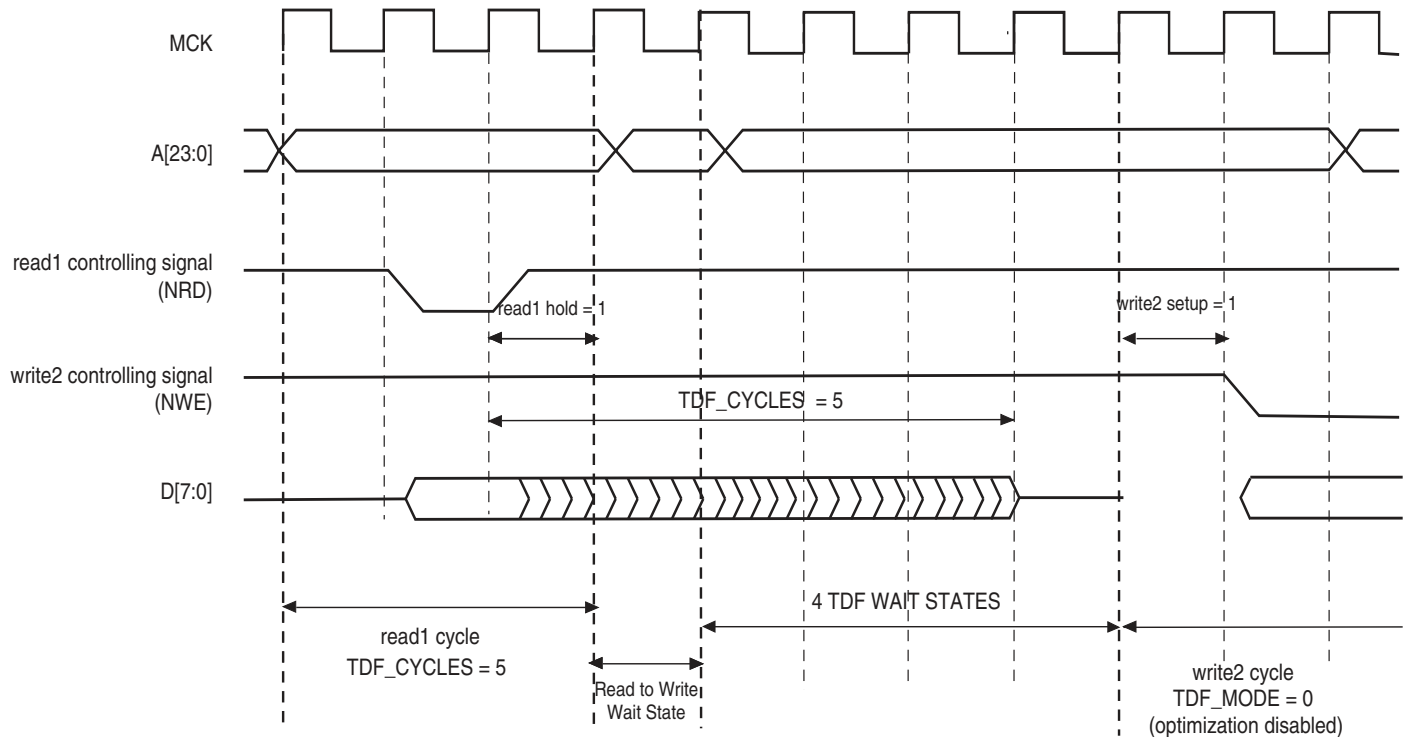 MCK
A[23:0]
read1 controlling signal
(NRD)
read1 hold = 1
write2 setup = 1
write2 controlling signal
(NWE)
TDF_CYCLES = 5
D[7:0]
4 TDF WAIT STATES
read1 cycle
TDF_CYCLES = 5
Read to Write
Wait State
write2 cycle
TDF_MODE = 0
(optimization disabled)